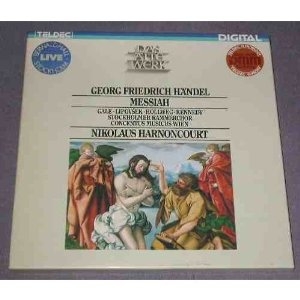 TELDEC
DIGITAL
LIVE
DAS
ALTE
WERK
GEORG FRIEDRICH HÄNDEL
MESSIAH
GALE · LIPOVŠEK · HOLLWEG · KENNEDY
STOCKHOLMER KAMMERCHOR
CONCENTUS MUSICUS WIEN
NIKOLAUS HARNONCOURT